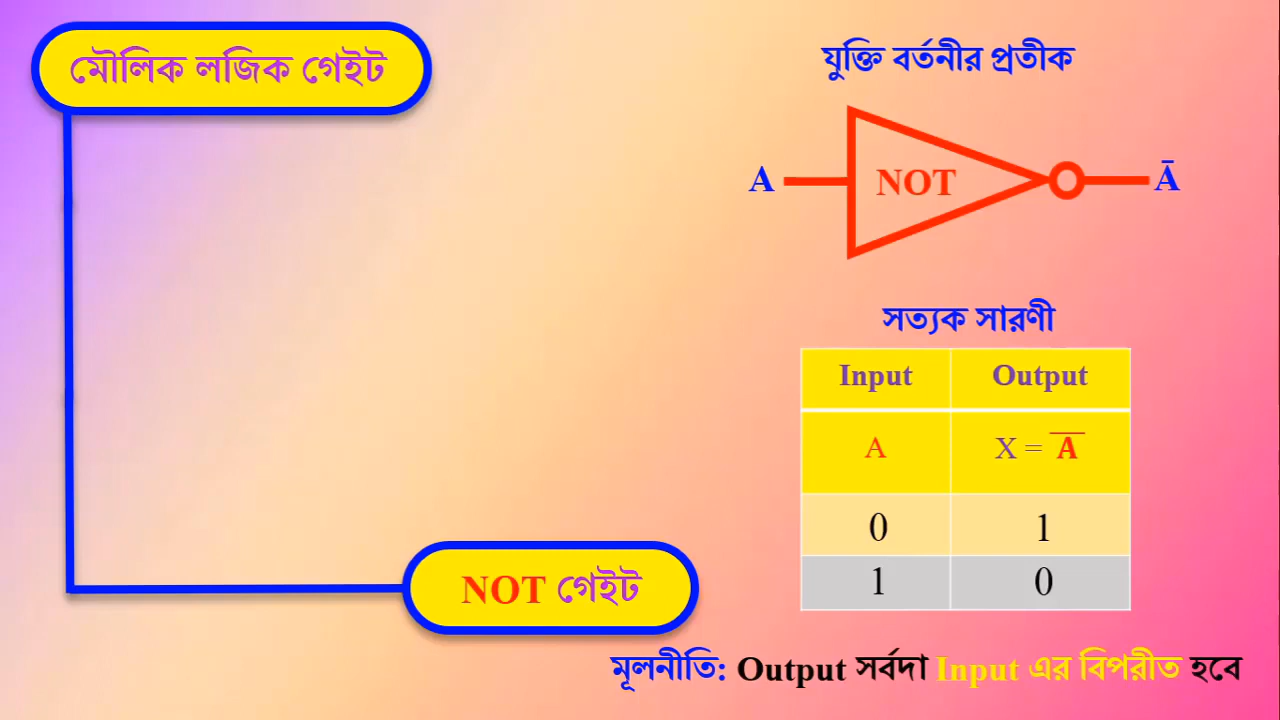 মৌলিক লজিক গেইট
যুক্তি বর্তনীর প্রতীক
A NOT Ā
সত্যক সারণী
Input Output
A X = A̅
0 1
1 0
NOT গেইট
মূলনীতি: Output সর্বদা Input এর বিপরীত হবে